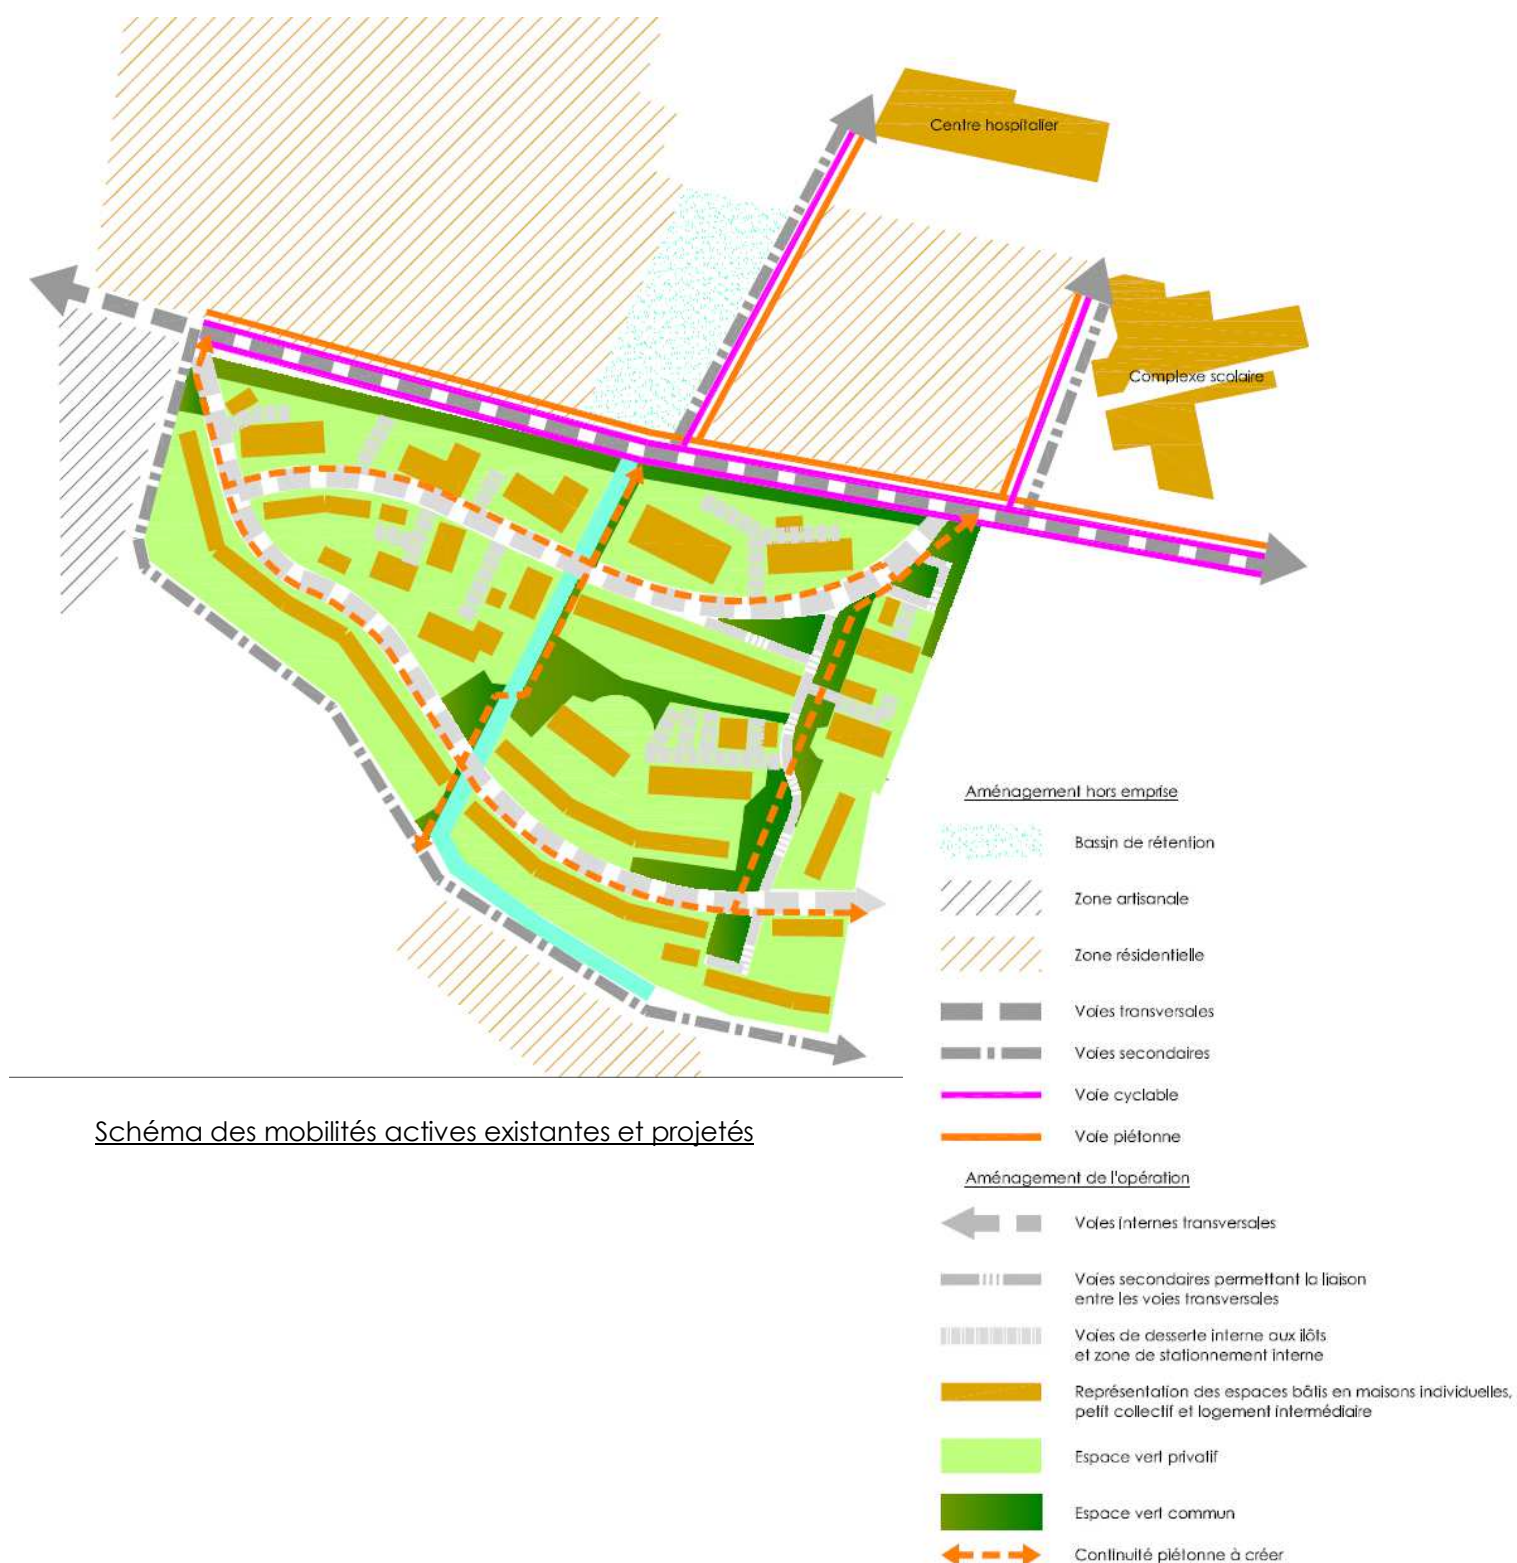 Centre hospitalier
Complexe scolaire
Aménagement hors emprise
Bassin de rétention
Zone artisanale
Zone résidentielle
Voies transversales
Voies secondaires
Voie cyclable
Voie piétonne
Schéma des mobilités actives existantes et projetés
Aménagement de l'opération
Voies internes transversales
Voies secondaires permettant la liaison
entre les voies transversales
Voies de desserte interne aux ilôts
et zone de stationnement interne
Représentation des espaces bâtis en maisons individuelles,
petit collectif et logement intermédiaire
Espace vert privatif
Espace vert commun
Continuité piétonne à créer